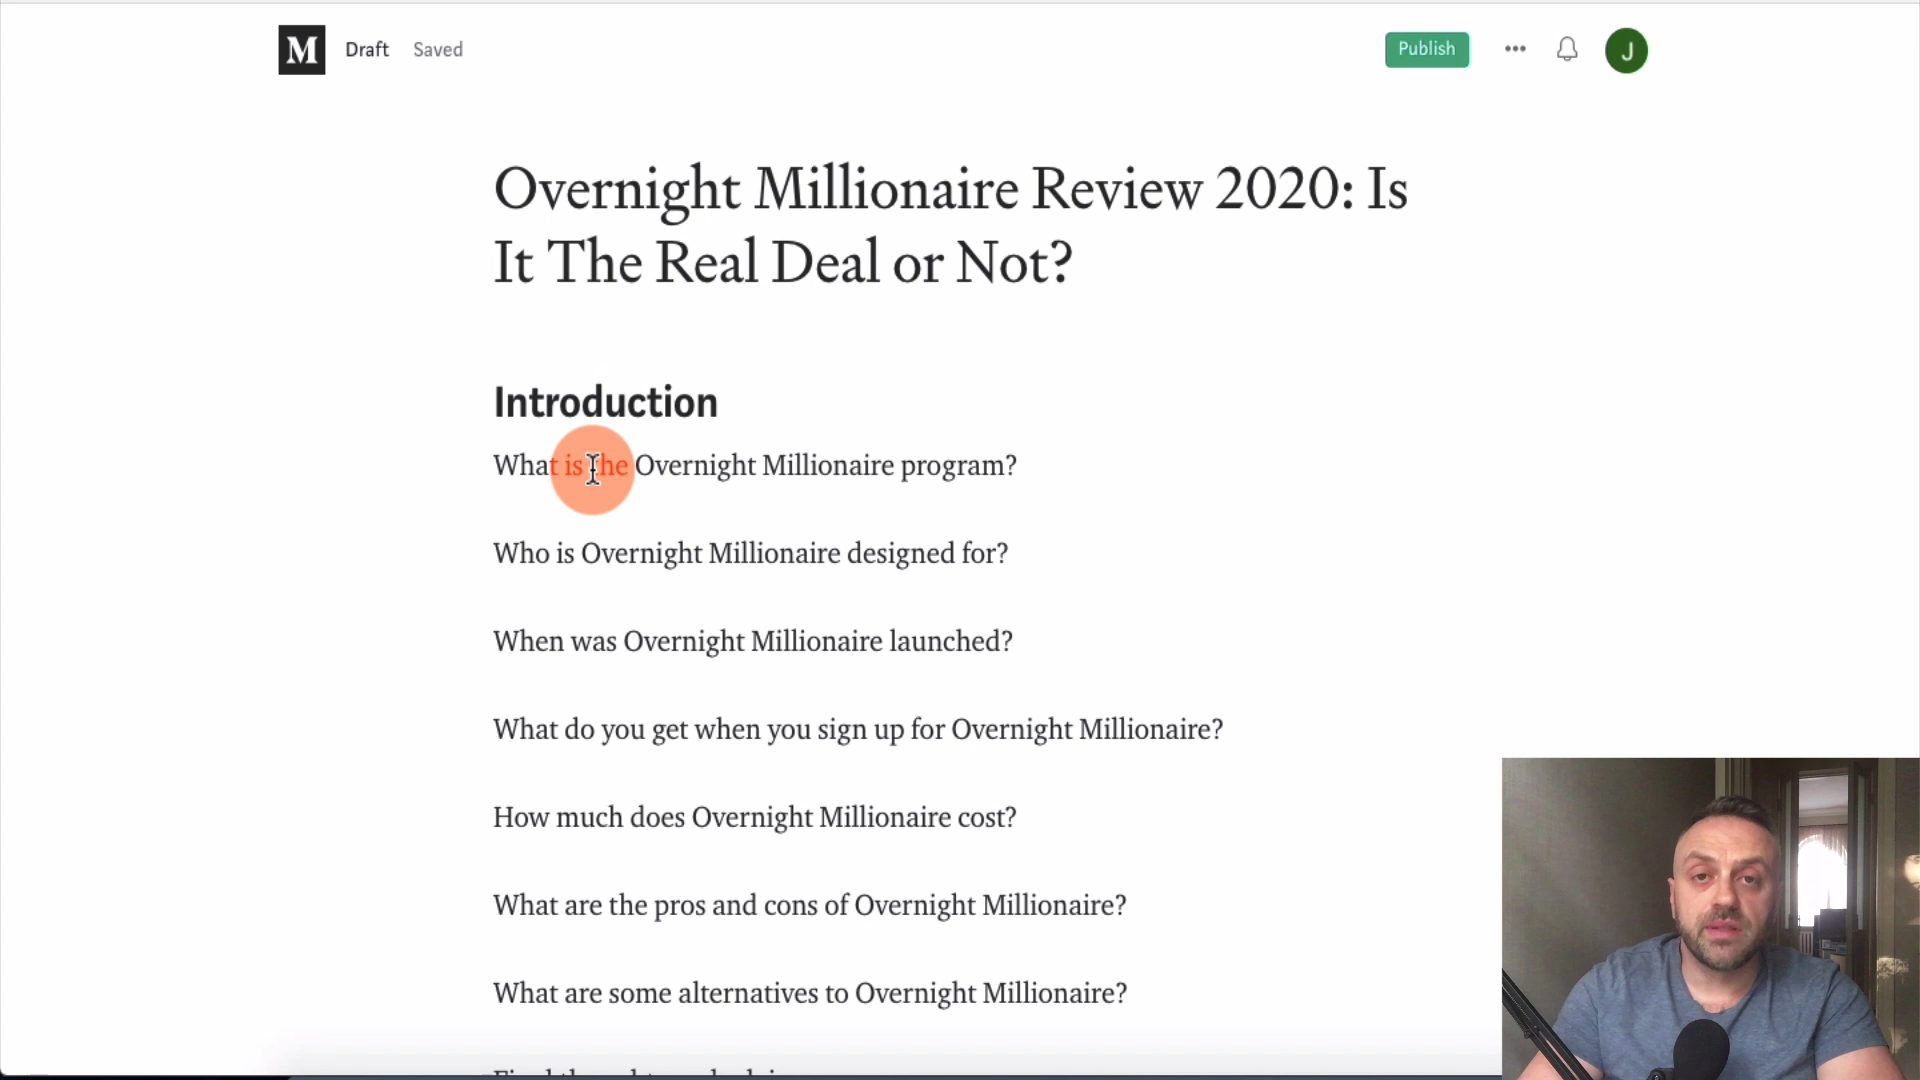 M Draft Saved
Publish ... J
Overnight Millionaire Review 2020: Is
It The Real Deal or Not?
Introduction
What is the Overnight Millionaire program?
Who is Overnight Millionaire designed for?
When was Overnight Millionaire launched?
What do you get when you sign up for Overnight Millionaire?
How much does Overnight Millionaire cost?
What are the pros and cons of Overnight Millionaire?
What are some alternatives to Overnight Millionaire?